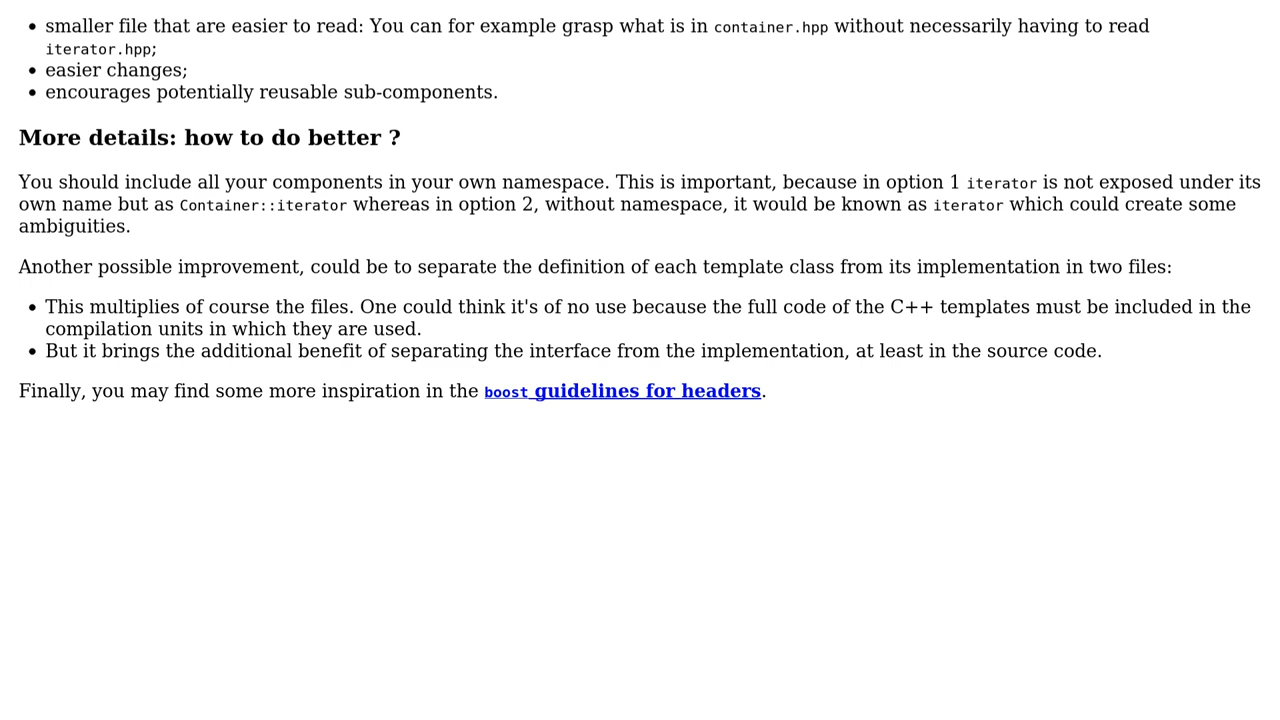 smaller file that are easier to read: You can for example grasp what is in container.hpp without necessarily having to read
iterator.hpp;
easier changes;
encourages potentially reusable sub-components.
More details: how to do better ?
You should include all your components in your own namespace. This is important, because in option 1 iterator is not exposed under its
own name but as Container::iterator whereas in option 2, without namespace, it would be known as iterator which could create some
ambiguities.
Another possible improvement, could be to separate the definition of each template class from its implementation in two files:
This multiplies of course the files. One could think it's of no use because the full code of the C++ templates must be included in the
compilation units in which they are used.
But it brings the additional benefit of separating the interface from the implementation, at least in the source code.
Finally, you may find some more inspiration in the boost guidelines for headers.